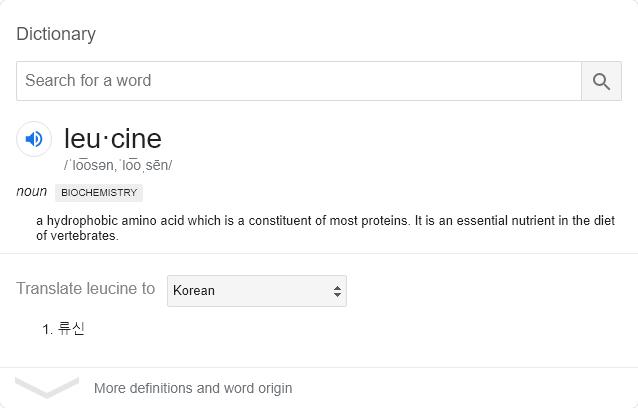 Dictionary
Search for a word
leu·cine
/ˈlo͞osən,ˈlo͞oˌsēn/
noun BIOCHEMISTRY
a hydrophobic amino acid which is a constituent of most proteins. It is an essential nutrient in the diet
of vertebrates.
Translate leucine to Korean
1. 류신
More definitions and word origin